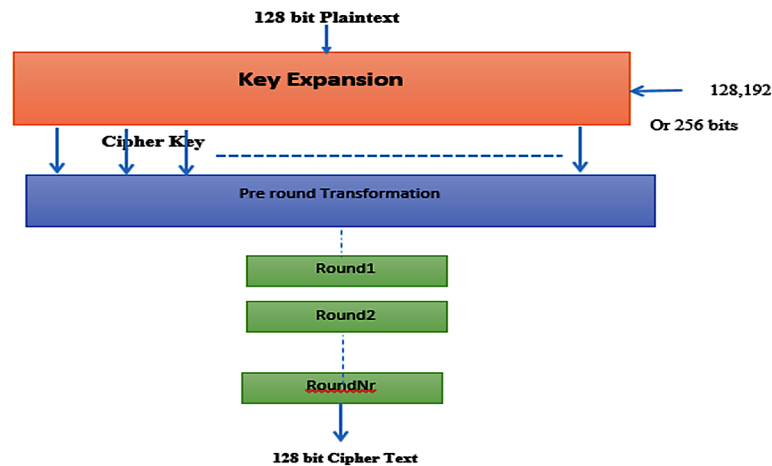 128 bit Plaintext
Key Expansion
128,192
Or 256 bits
Cipher Key
Pre round Transformation
Round1
Round2
RoundNr
128 bit Cipher Text